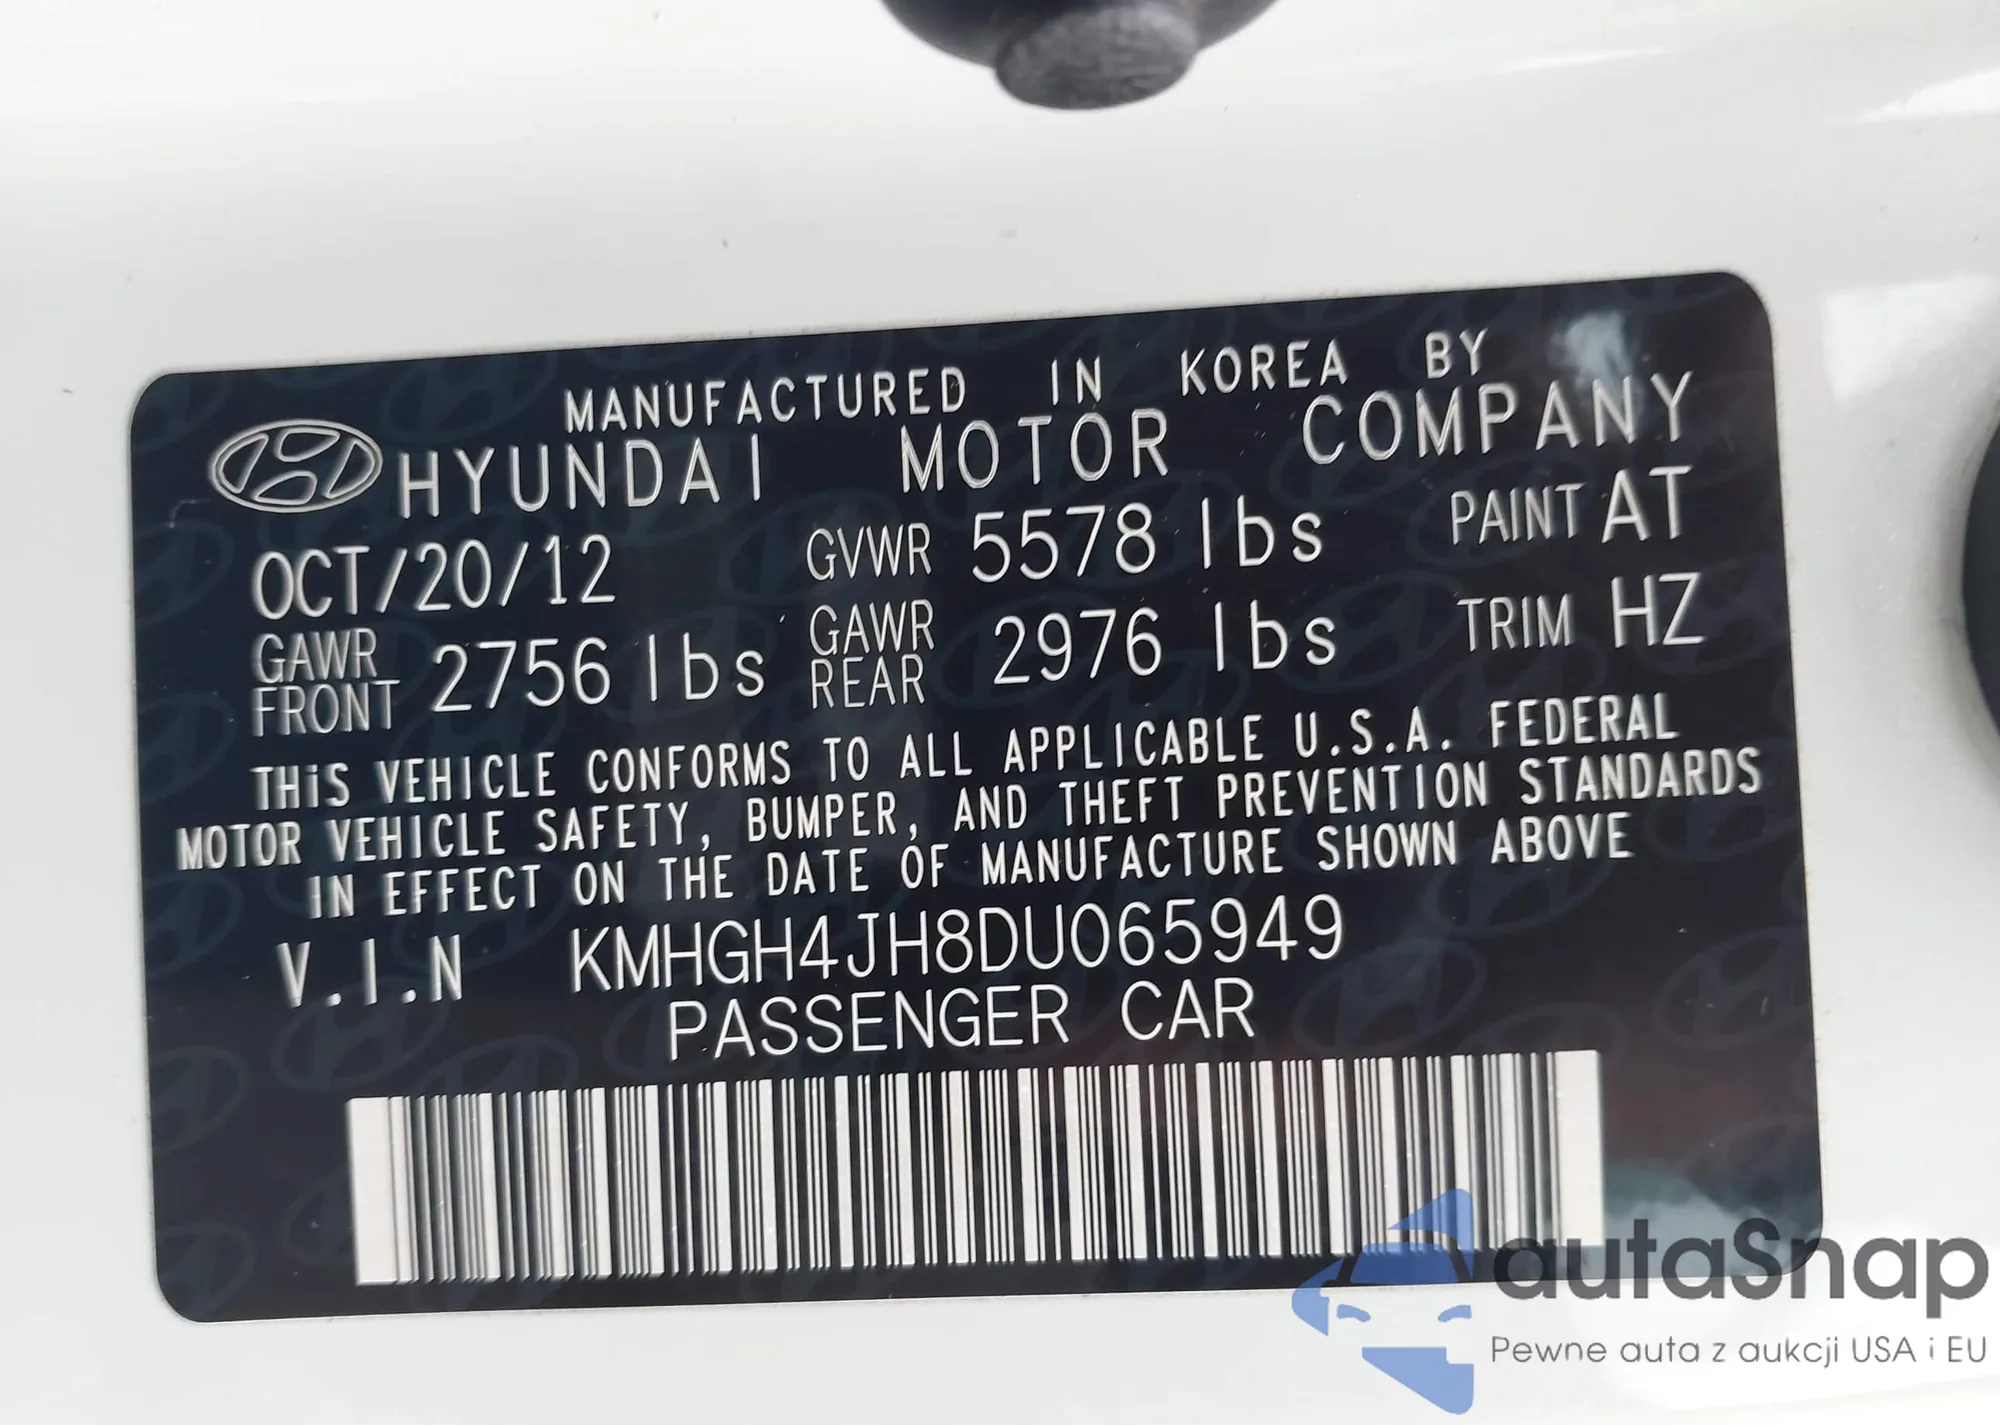 MANUFACTURED IN KOREA BY
HYUNDAI MOTOR COMPANY
OCT/20/12 GVWR 5578 lbs PAINT AT
GAWR FRONT 2756 lbs GAWR REAR 2976 lbs TRIM HZ
THiS VEHICLE CONFORMS TO ALL APPLICABLE U.S.A. FEDERAL
MOTOR VEHICLE SAFETY, BUMPER, AND THEFT PREVENTION STANDARDS
IN EFFECT ON THE DATE OF MANUFACTURE SHOWN ABOVE
V.I.N KMHGH4JH8DU065949
PASSENGER CAR
autaSnap
Pewne auta z aukcji USA i EU